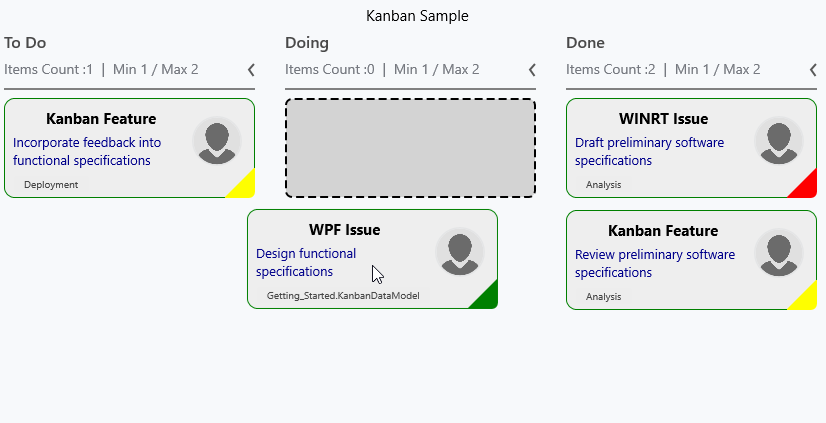 Kanban Sample
To Do
Items Count :1 | Min 1 / Max 2
Kanban Feature
Incorporate feedback into
functional specifications
Deployment
Doing
Items Count :0 | Min 1 / Max 2
WPF Issue
Design functional
specifications
Getting_Started.KanbanDataModel
Done
Items Count :2 | Min 1 / Max 2
WINRT Issue
Draft preliminary software
specifications
Analysis
Kanban Feature
Review preliminary software
specifications
Analysis